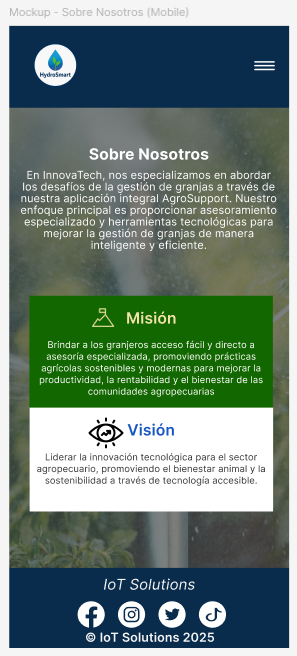 Mockup - Sobre Nosotros (Mobile)
HydroSmart
Sobre Nosotros
En InnovaTech, nos especializamos en abordar
los desafíos de la gestión de granjas a través de
nuestra aplicación integral AgroSupport. Nuestro
enfoque principal es proporcionar asesoramiento
especializado y herramientas tecnológicas para
mejorar la gestión de granjas de manera
inteligente y eficiente.
Misión
Brindar a los granjeros acceso fácil y directo a
asesoría especializada, promoviendo prácticas
agrícolas sostenibles y modernas para mejorar la
productividad, la rentabilidad y el bienestar de las
comunidades agropecuarias
Visión
Liderar la innovación tecnológica para el sector
agropecuario, promoviendo el bienestar animal y la
sostenibilidad a través de tecnología accesible.
IoT Solutions
© IoT Solutions 2025